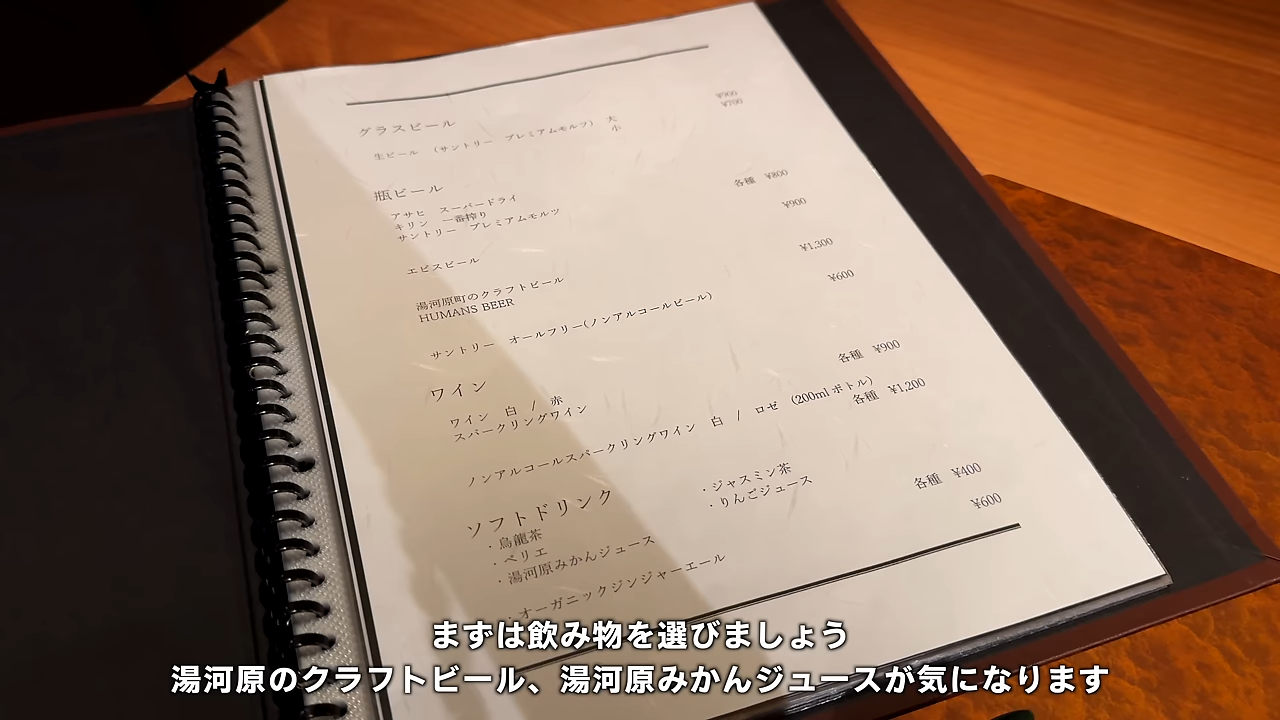 グラスビール
生ビール (サントリー プレミアムモルツ) 大 ¥900
小 ¥700
瓶ビール
アサヒ スーパードライ 各種 ¥800
キリン 一番搾り
サントリー プレミアムモルツ
エビスビール ¥900
湯河原町のクラフトビール ¥1,300
HUMANS BEER
サントリー オールフリー(ノンアルコールビール) ¥600
ワイン
ワイン 白 / 赤 各種 ¥900
スパークリングワイン
ノンアルコールスパークリングワイン 白 / ロゼ (200ml ボトル)
各種 ¥1,200
ソフトドリンク
・烏龍茶 ・ジャスミン茶 各種 ¥400
・ペリエ ・りんごジュース
・湯河原みかんジュース
オーガニックジンジャーエール ¥600
まずは飲み物を選びましょう
湯河原のクラフトビール、湯河原みかんジュースが気になります